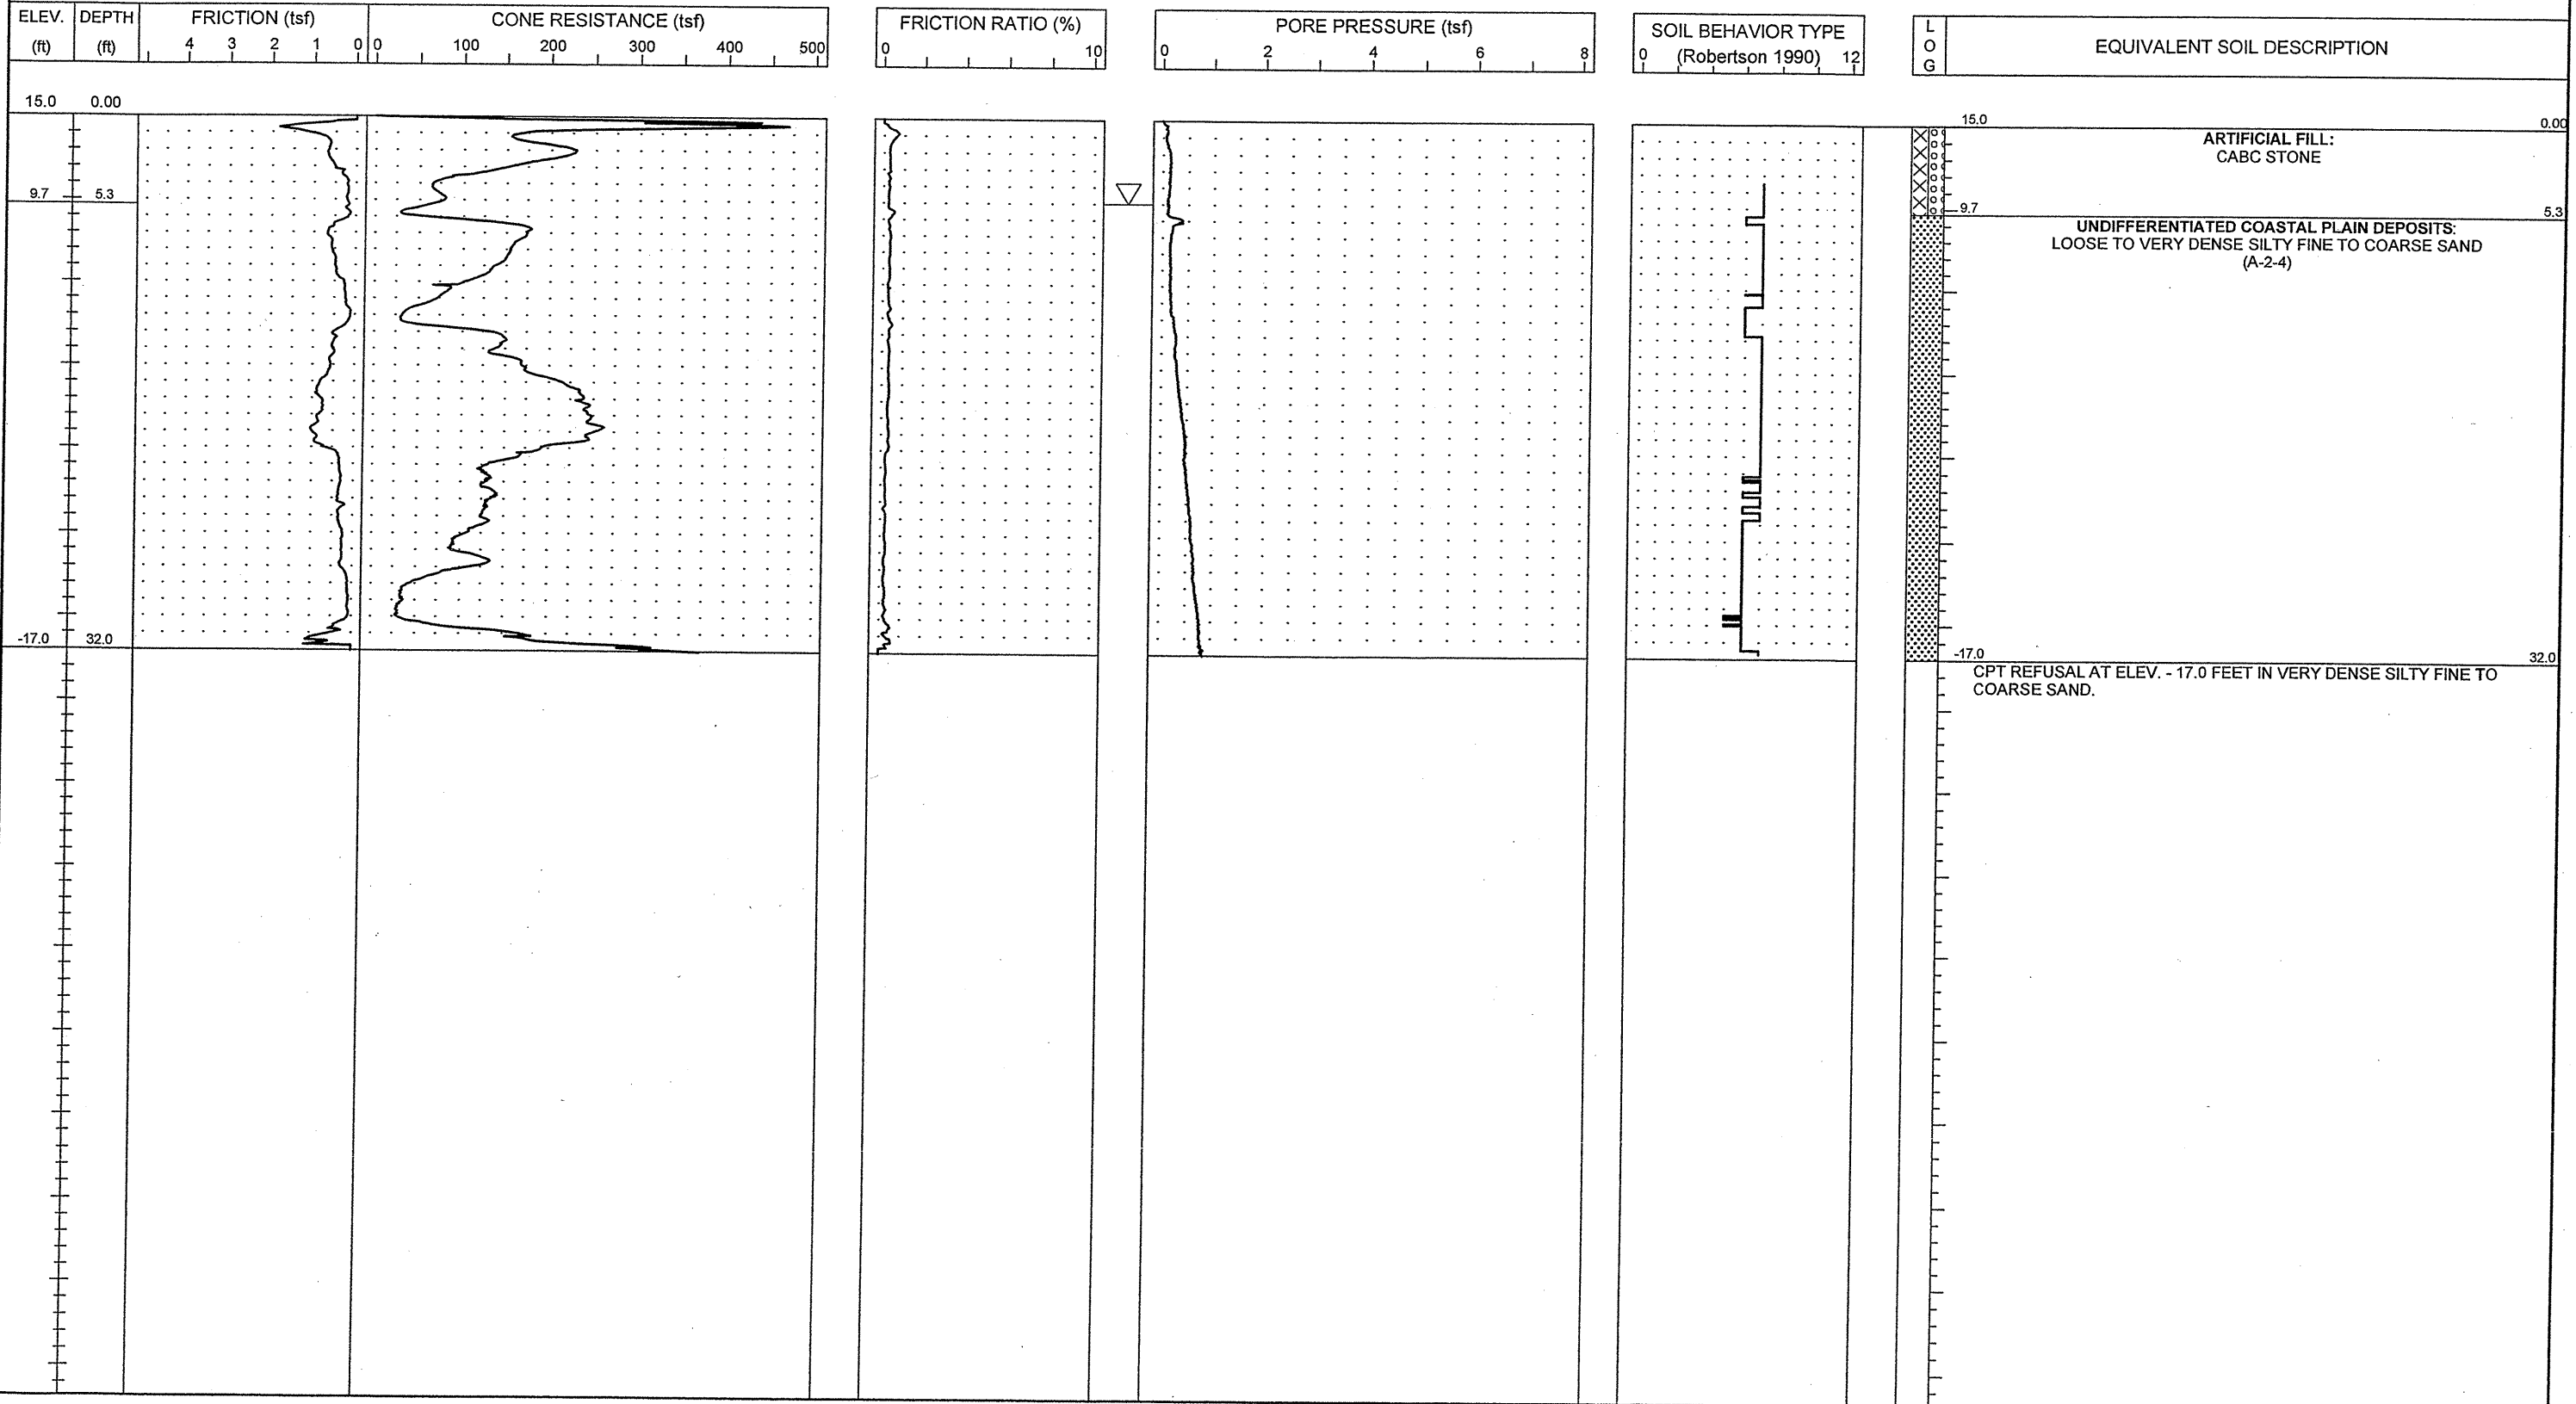 ELEV. DEPTH FRICTION (tsf) CONE RESISTANCE (tsf) FRICTION RATIO (%) PORE PRESSURE (tsf) SOIL BEHAVIOR TYPE L O G EQUIVALENT SOIL DESCRIPTION
(ft) (ft) 4 3 2 1 0 0 100 200 300 400 500 0 10 0 2 4 6 8 0 (Robertson 1990) 12
15.0 0.00
15.0 0.00
ARTIFICIAL FILL:
CABC STONE
9.7 5.3
9.7 5.3
UNDIFFERENTIATED COASTAL PLAIN DEPOSITS:
LOOSE TO VERY DENSE SILTY FINE TO COARSE SAND
(A-2-4)
-17.0 32.0
-17.0 32.0
CPT REFUSAL AT ELEV. - 17.0 FEET IN VERY DENSE SILTY FINE TO
COARSE SAND.